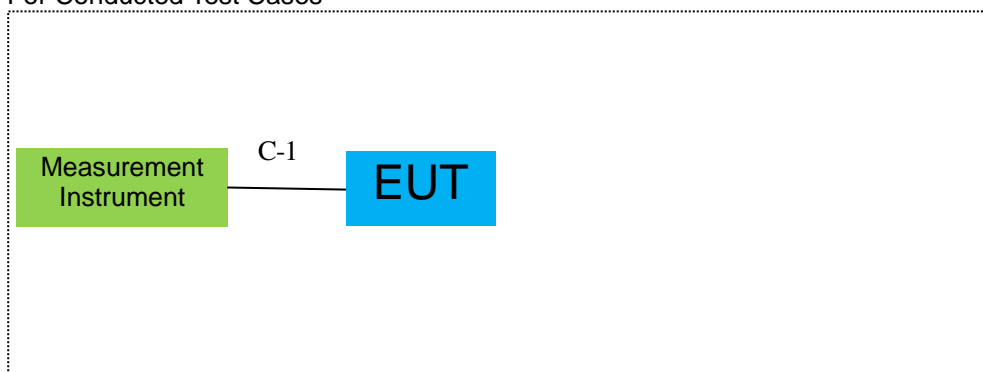 For Conducted Test Cases
C-1
Measurement
Instrument
EUT